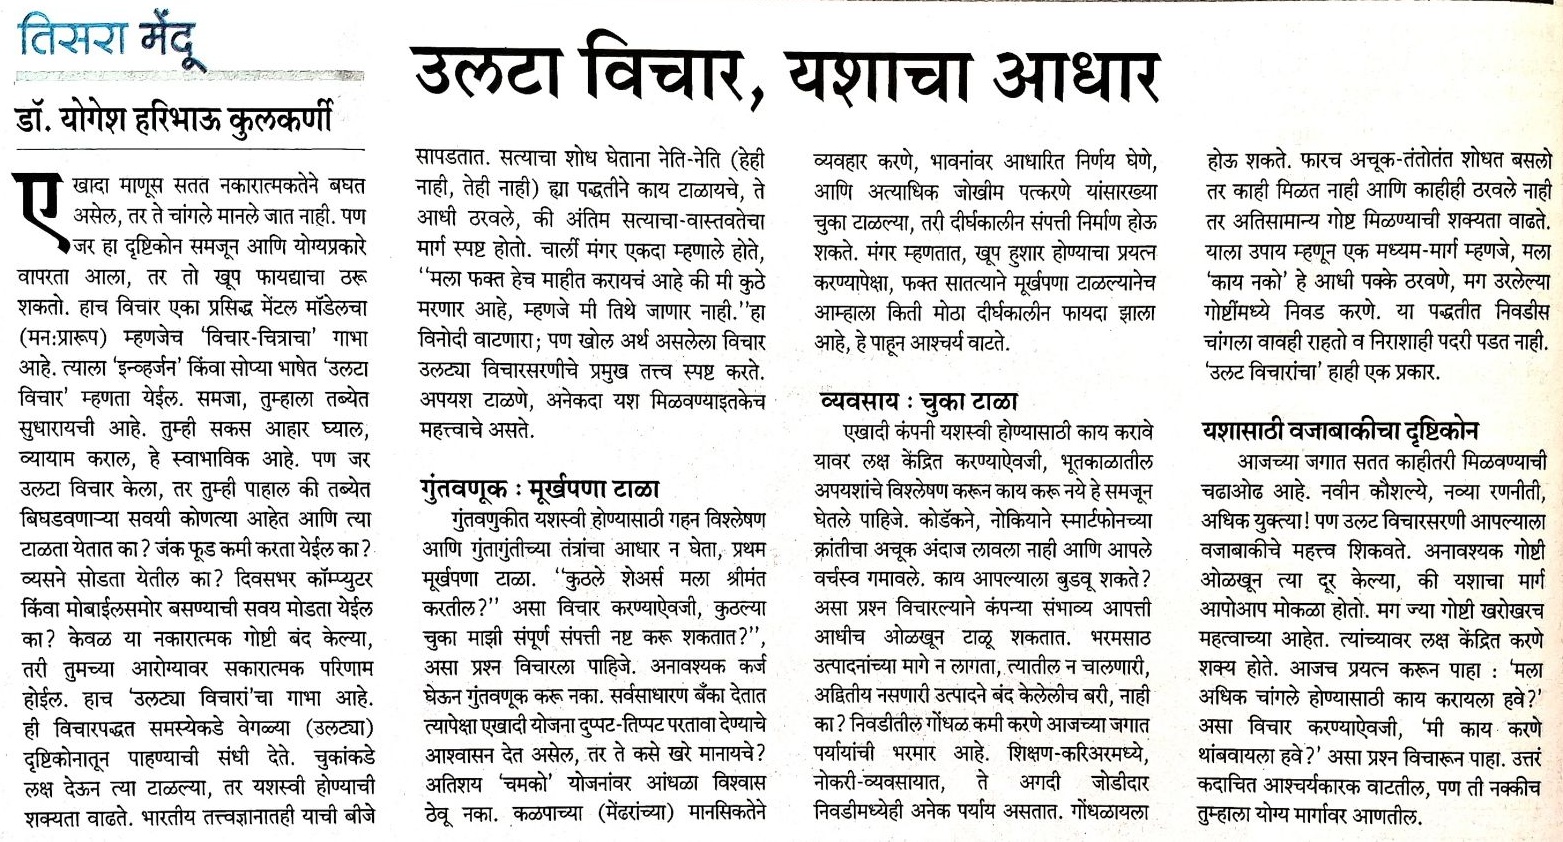 तिसरा मेंदू
डॉ. योगेश हरिभाऊ कुलकर्णी
उलटा विचार, यशाचा आधार
एखादा माणूस सतत नकारात्मकतेने बघत
असेल, तर ते चांगले मानले जात नाही. पण
जर हा दृष्टिकोन समजून आणि योग्यप्रकारे
वापरता आला, तर तो खूप फायद्याचा ठरू
शकतो. हाच विचार एका प्रसिद्ध मेंटल मॉडेलचा
(मन:प्रारूप) म्हणजेच ‘विचार-चित्राचा’ गाभा
आहे. त्याला ‘इन्व्हर्जन’ किंवा सोप्या भाषेत ‘उलटा
विचार’ म्हणता येईल. समजा, तुम्हाला तब्येत
सुधारायची आहे. तुम्ही सकस आहार घ्याल,
व्यायाम कराल, हे स्वाभाविक आहे. पण जर
उलटा विचार केला, तर तुम्ही पाहाल की तब्येत
बिघडवणाऱ्या सवयी कोणत्या आहेत आणि त्या
टाळता येतात का? जंक फूड कमी करता येईल का?
व्यसने सोडता येतील का? दिवसभर कॉम्प्युटर
किंवा मोबाईलसमोर बसण्याची सवय मोडता येईल
का? केवळ या नकारात्मक गोष्टी बंद केल्या,
तरी तुमच्या आरोग्यावर सकारात्मक परिणाम
होईल. हाच ‘उलट्या विचारां’चा गाभा आहे.
ही विचारपद्धत समस्येकडे वेगळ्या (उलट्या)
दृष्टिकोनातून पाहण्याची संधी देते. चुकांकडे
लक्ष देऊन त्या टाळल्या, तर यशस्वी होण्याची
शक्यता वाढते. भारतीय तत्त्वज्ञानातही याची बीजे
सापडतात. सत्याचा शोध घेताना नेति-नेति (हेही
नाही, तेही नाही) ह्या पद्धतीने काय टाळायचे, ते
आधी ठरवले, की अंतिम सत्याचा-वास्तवतेचा
मार्ग स्पष्ट होतो. चार्ली मंगर एकदा म्हणाले होते,
‘‘मला फक्त हेच माहीत करायचं आहे की मी कुठे
मरणार आहे, म्हणजे मी तिथे जाणार नाही.’’हा
विनोदी वाटणारा; पण खोल अर्थ असलेला विचार
उलट्या विचारसरणीचे प्रमुख तत्त्व स्पष्ट करते.
अपयश टाळणे, अनेकदा यश मिळवण्याइतकेच
महत्त्वाचे असते.
गुंतवणूक : मूर्खपणा टाळा
गुंतवणुकीत यशस्वी होण्यासाठी गहन विश्लेषण
आणि गुंतागुंतीच्या तंत्रांचा आधार न घेता, प्रथम
मूर्खपणा टाळा. ‘‘कुठले शेअर्स मला श्रीमंत
करतील?’’ असा विचार करण्याऐवजी, कुठल्या
चुका माझी संपूर्ण संपत्ती नष्ट करू शकतात?’’,
असा प्रश्न विचारला पाहिजे. अनावश्यक कर्ज
घेऊन गुंतवणूक करू नका. सर्वसाधारण बँका देतात
त्यापेक्षा एखादी योजना दुप्पट-तिप्पट परतावा देण्याचे
आश्वासन देत असेल, तर ते कसे खरे मानायचे?
अतिशय ‘चमको’ योजनांवर आंधळा विश्वास
ठेवू नका. कळपाच्या (मेंढरांच्या) मानसिकतेने
व्यवहार करणे, भावनांवर आधारित निर्णय घेणे,
आणि अत्याधिक जोखीम पत्करणे यांसारख्या
चुका टाळल्या, तरी दीर्घकालीन संपत्ती निर्माण होऊ
शकते. मंगर म्हणतात, खूप हुशार होण्याचा प्रयत्न
करण्यापेक्षा, फक्त सातत्याने मूर्खपणा टाळल्यानेच
आम्हाला किती मोठा दीर्घकालीन फायदा झाला
आहे, हे पाहून आश्चर्य वाटते.
व्यवसाय : चुका टाळा
एखादी कंपनी यशस्वी होण्यासाठी काय करावे
यावर लक्ष केंद्रित करण्याऐवजी, भूतकाळातील
अपयशांचे विश्लेषण करून काय करू नये हे समजून
घेतले पाहिजे. कोडॅकने, नोकियाने स्मार्टफोनच्या
क्रांतीचा अचूक अंदाज लावला नाही आणि आपले
वर्चस्व गमावले. काय आपल्याला बुडवू शकते?
असा प्रश्न विचारल्याने कंपन्या संभाव्य आपत्ती
आधीच ओळखून टाळू शकतात. भरमसाठ
उत्पादनांच्या मागे न लागता, त्यातील न चालणारी,
अद्वितीय नसणारी उत्पादने बंद केलेलीच बरी, नाही
का? निवडीतील गोंधळ कमी करणे आजच्या जगात
पर्यायांची भरमार आहे. शिक्षण-करिअरमध्ये,
नोकरी-व्यवसायात, ते अगदी जोडीदार
निवडीमध्येही अनेक पर्याय असतात. गोंधळायला
होऊ शकते. फारच अचूक-तंतोतंत शोधत बसलो
तर काही मिळत नाही आणि काहीही ठरवले नाही
तर अतिसामान्य गोष्ट मिळण्याची शक्यता वाढते.
याला उपाय म्हणून एक मध्यम-मार्ग म्हणजे, मला
‘काय नको’ हे आधी पक्के ठरवणे, मग उरलेल्या
गोष्टींमध्ये निवड करणे. या पद्धतीत निवडीस
चांगला वावही राहतो व निराशाही पदरी पडत नाही.
‘उलट विचारांचा’ हाही एक प्रकार.
यशासाठी वजाबाकीचा दृष्टिकोन
आजच्या जगात सतत काहीतरी मिळवण्याची
चढाओढ आहे. नवीन कौशल्ये, नव्या रणनीती,
अधिक युक्त्या! पण उलट विचारसरणी आपल्याला
वजाबाकीचे महत्त्व शिकवते. अनावश्यक गोष्टी
ओळखून त्या दूर केल्या, की यशाचा मार्ग
आपोआप मोकळा होतो. मग ज्या गोष्टी खरोखरच
महत्वाच्या आहेत. त्यांच्यावर लक्ष केंद्रित करणे
शक्य होते. आजच प्रयत्न करून पाहा : ‘मला
अधिक चांगले होण्यासाठी काय करायला हवे?’
असा विचार करण्याऐवजी, ‘मी काय करणे
थांबवायला हवे?’ असा प्रश्न विचारून पाहा. उत्तरं
कदाचित आश्चर्यकारक वाटतील, पण ती नक्कीच
तुम्हाला योग्य मार्गावर आणतील.